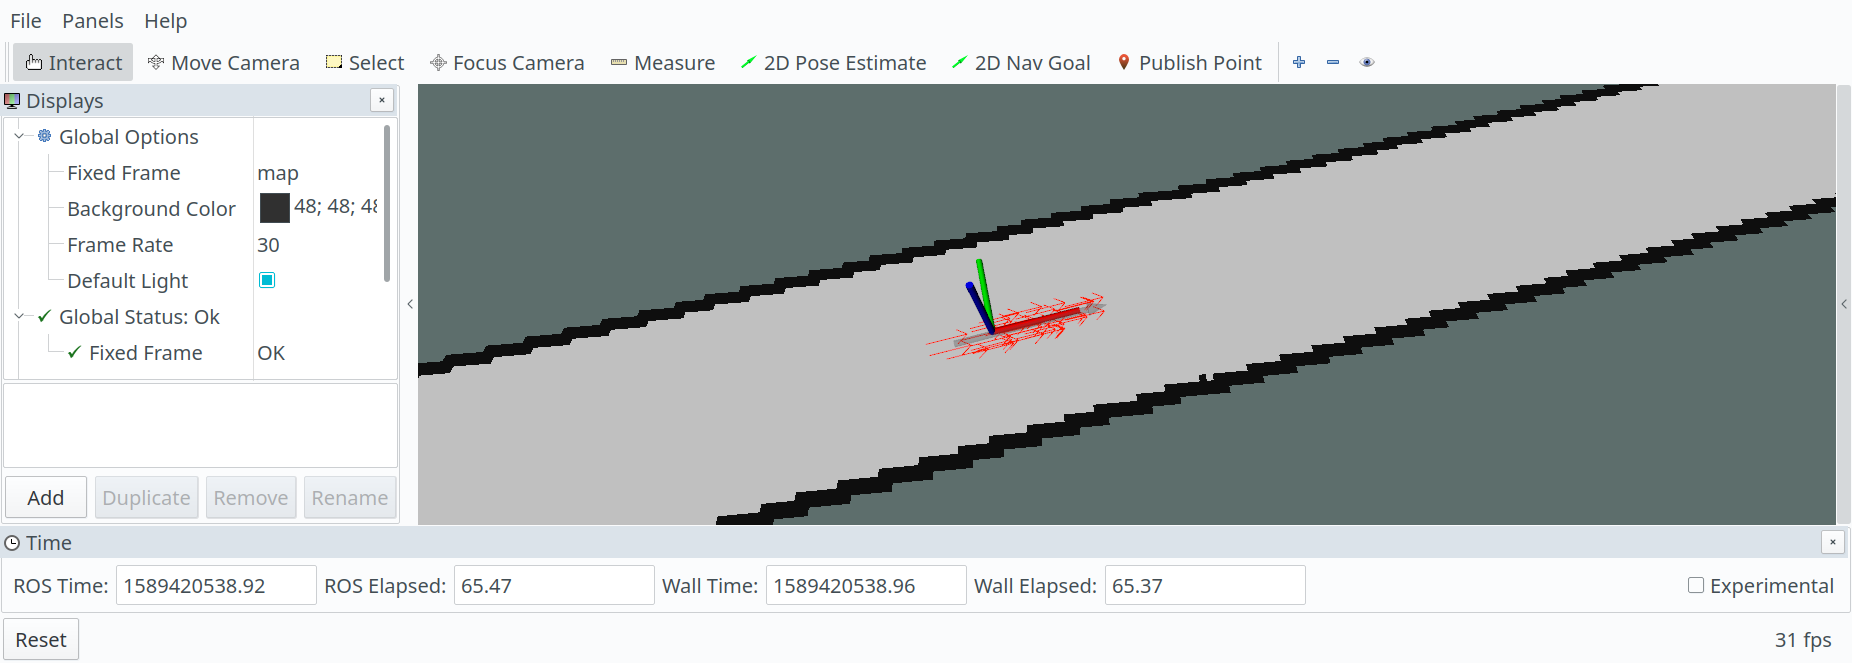 File Panels Help
Interact Move Camera Select Focus Camera Measure 2D Pose Estimate 2D Nav Goal Publish Point
Displays
Global Options
Fixed Frame map
Background Color 48; 48; 48
Frame Rate 30
Default Light
Global Status: Ok
Fixed Frame OK
Add Duplicate Remove Rename
Time
ROS Time: 1589420538.92 ROS Elapsed: 65.47 Wall Time: 1589420538.96 Wall Elapsed: 65.37 Experimental
Reset 31 fps